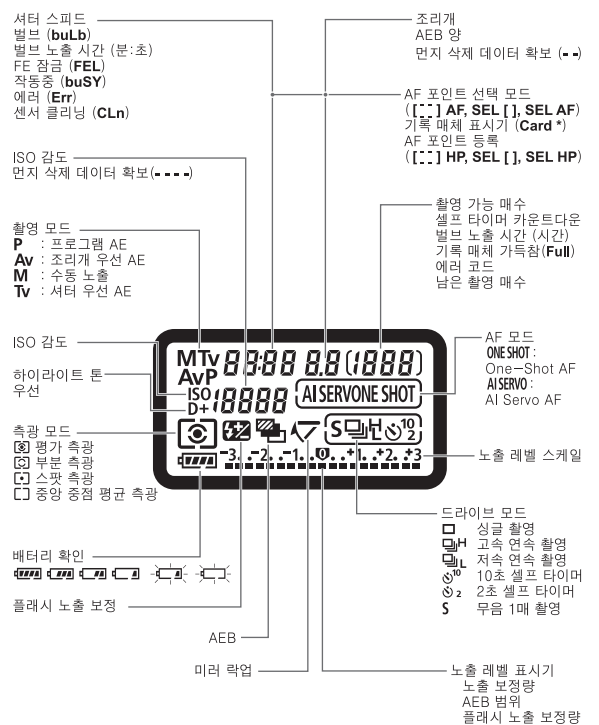 셔터 스피드
벌브 (buLb)
벌브 노출 시간 (분:초)
FE 잠금 (FEL)
작동중 (buSY)
에러 (Err)
센서 클리닝 (CLn)
조리개
AEB 양
먼지 삭제 데이터 확보 (- -)
AF 포인트 선택 모드
([- -] AF, SEL [ ], SEL AF)
기록 매체 표시기 (Card *)
AF 포인트 등록
([- -] HP, SEL [ ], SEL HP)
ISO 감도
먼지 삭제 데이터 확보(- - - -)
촬영 가능 매수
셀프 타이머 카운트다운
벌브 노출 시간 (시간)
기록 매체 가득참(Full)
에러 코드
남은 촬영 매수
촬영 모드
P : 프로그램 AE
Av : 조리개 우선 AE
M : 수동 노출
Tv : 셔터 우선 AE
ISO 감도
하이라이트 톤
우선
측광 모드
평가 측광
부분 측광
스팟 측광
중앙 중점 평균 측광
배터리 확인
플래시 노출 보정
AEB
미러 락업
MTv 88:88 8.8 (1888)
AvP
ISO
D+ 18888 AI SERVONE SHOT
S H L 10 2
-3..-2..-1..0..+1..+2..+3
AF 모드
ONE SHOT :
One-Shot AF
AI SERVO :
AI Servo AF
노출 레벨 스케일
드라이브 모드
싱글 촬영
H 고속 연속 촬영
L 저속 연속 촬영
10 10초 셀프 타이머
2 2초 셀프 타이머
S 무음 1매 촬영
노출 레벨 표시기
노출 보정량
AEB 범위
플래시 노출 보정량